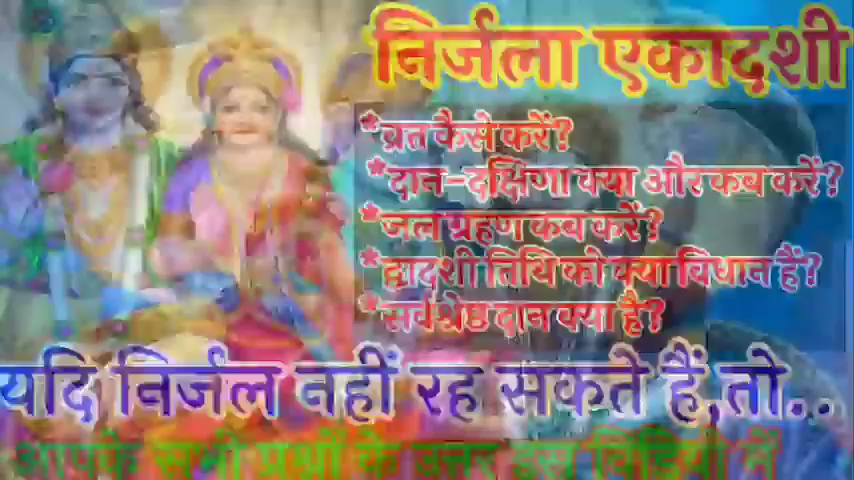 निर्जला एकादशी
*व्रत कैसे करें?
*दान-दक्षिणा क्या और कब करें?
*जल ग्रहण कब करें?
*द्वादशी तिथि को क्या विधान हैं?
*सर्वश्रेष्ठ दान क्या है?
यदि निर्जल नहीं रह सकते हैं,तो..
आपके सभी प्रश्नों के उत्तर इस विडियो में